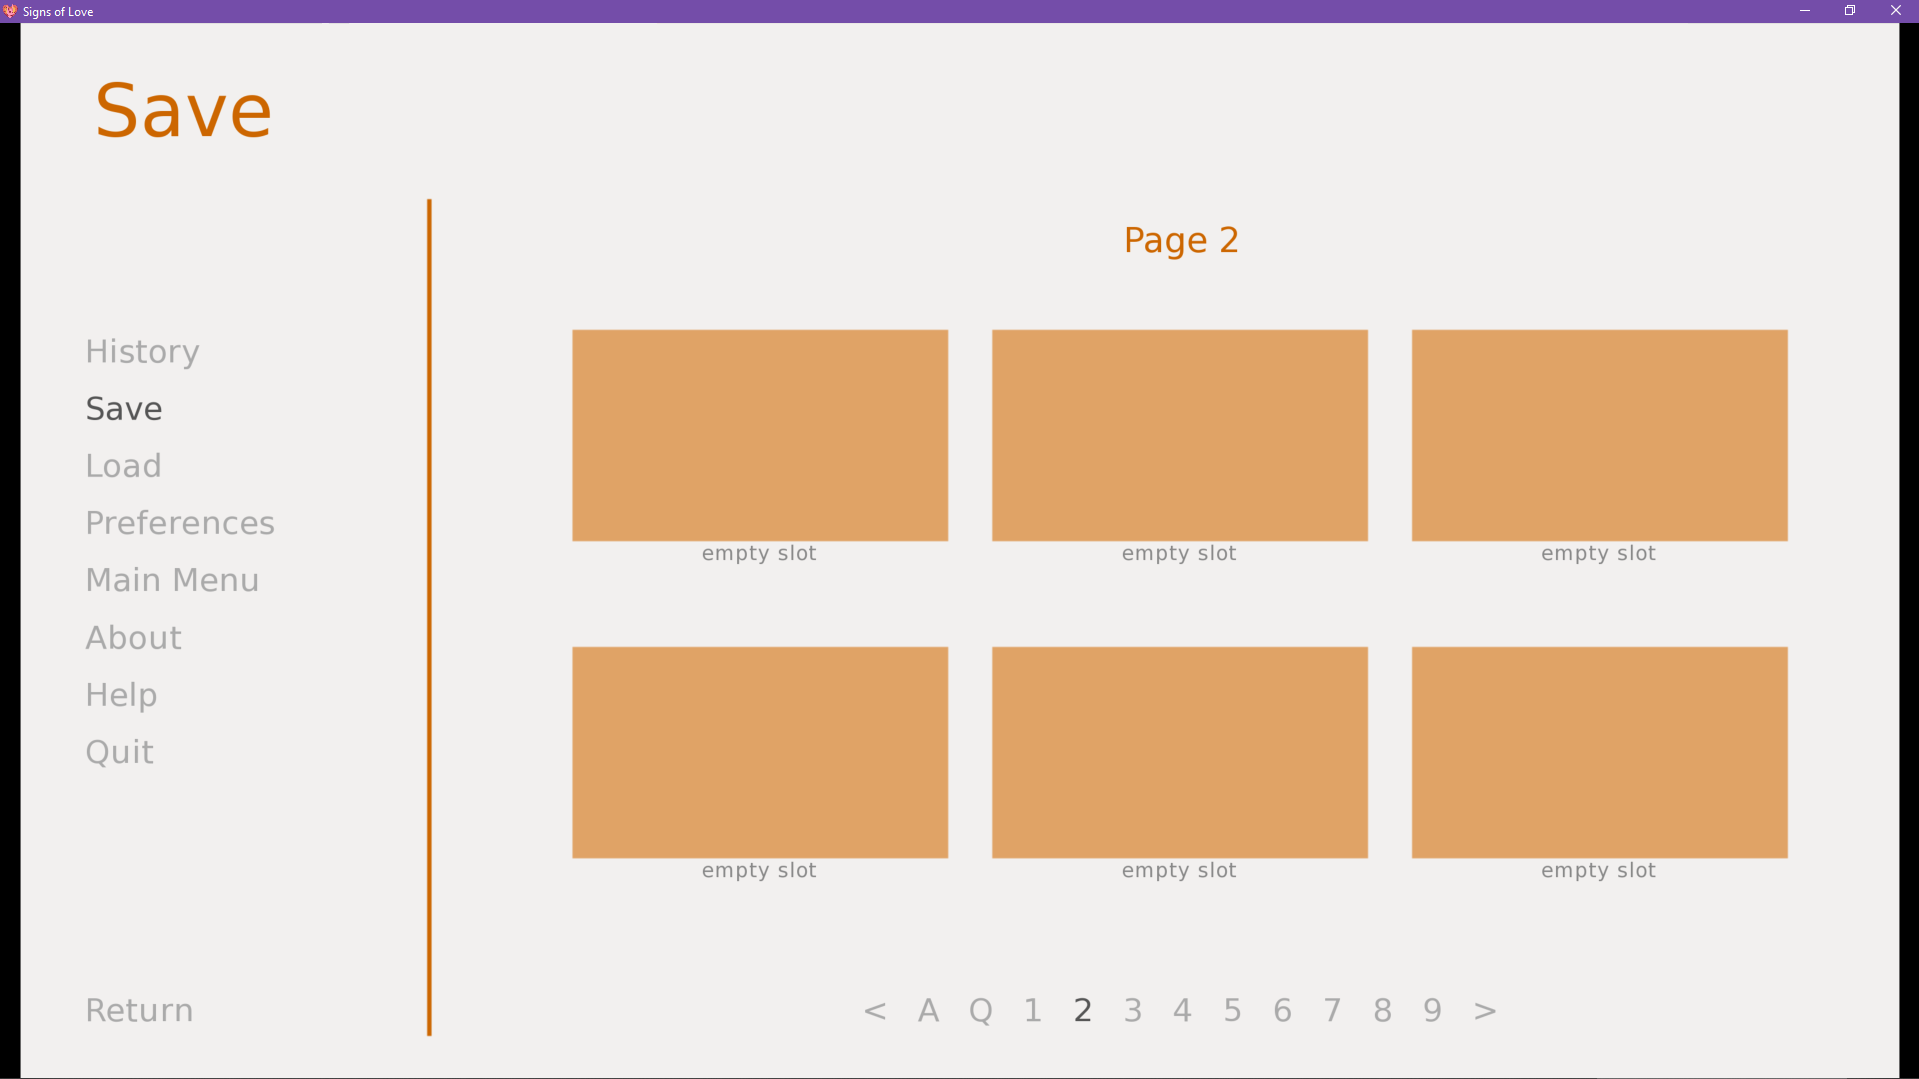 Signs of Love
Save
Page 2
History
Save
Load
Preferences
Main Menu
About
Help
Quit
Return
empty slot empty slot empty slot
empty slot empty slot empty slot
< A Q 1 2 3 4 5 6 7 8 9 >